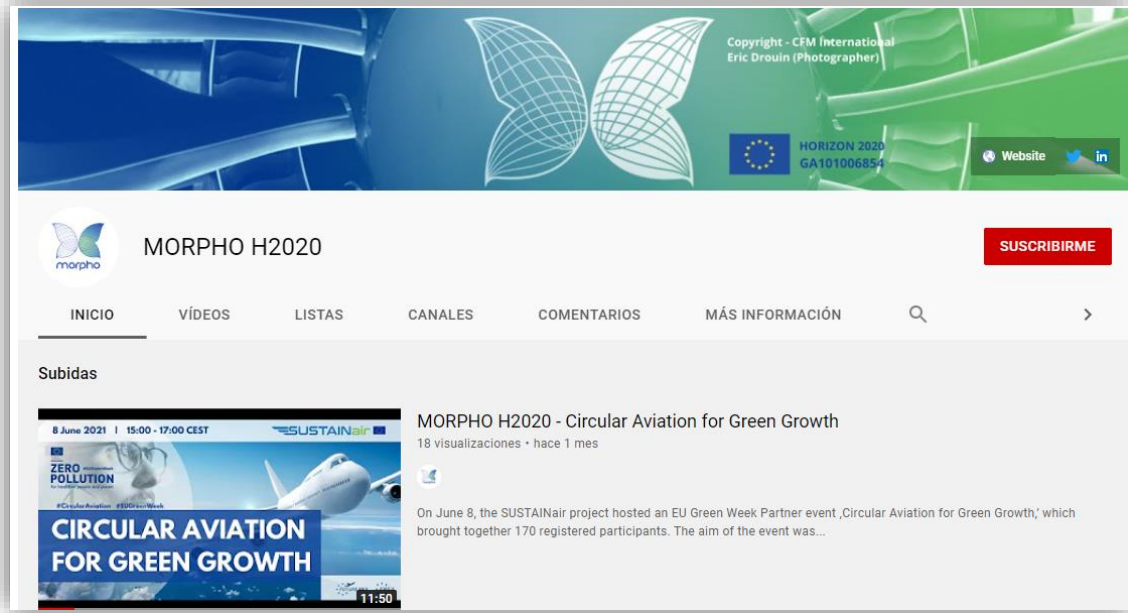 Copyright - CFM International
Eric Drouin (Photographer)
HORIZON 2020
GA101006854
Website
in
morpho
MORPHO H2020
SUSCRIBIRME
INICIO
VÍDEOS
LISTAS
CANALES
COMENTARIOS
MÁS INFORMACIÓN
Subidas
8 June 2021 | 15:00 - 17:00 CEST
SUSTAINair
ZERO
POLLUTION
#CircularAviation #EUGreenWeek
CIRCULAR AVIATION
FOR GREEN GROWTH
11:50
MORPHO H2020 - Circular Aviation for Green Growth
18 visualizaciones • hace 1 mes
On June 8, the SUSTAINair project hosted an EU Green Week Partner event ‚Circular Aviation for Green Growth,' which
brought together 170 registered participants. The aim of the event was...